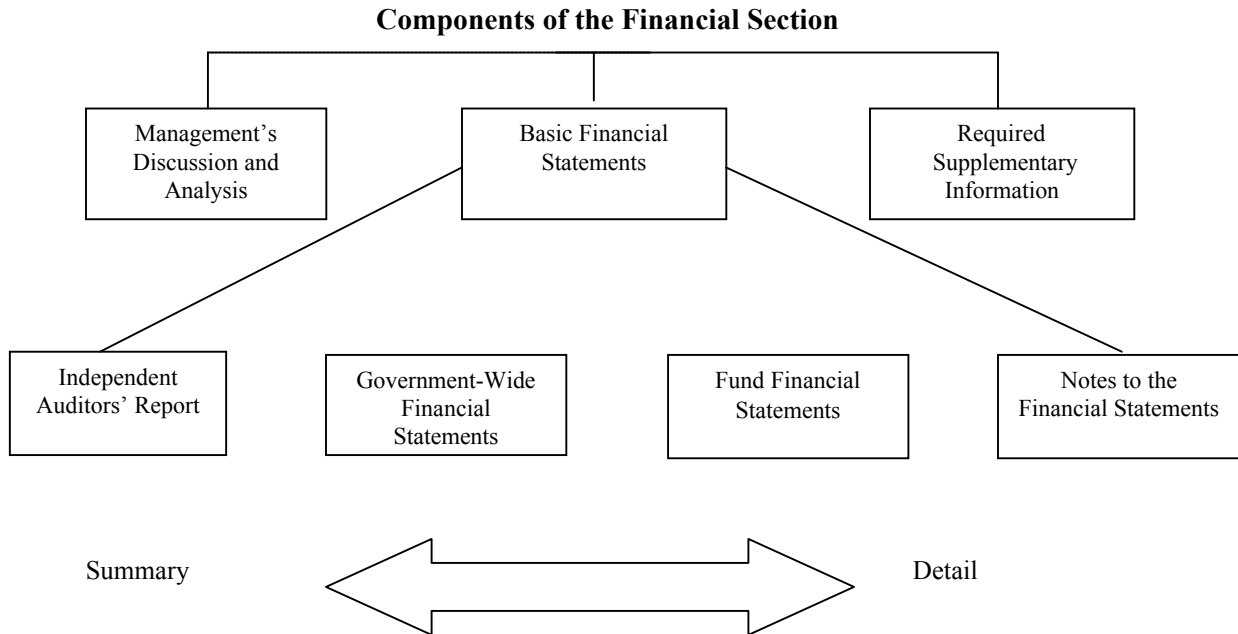 Components of the Financial Section
Management’s
Discussion and
Analysis
Basic Financial
Statements
Required
Supplementary
Information
Independent
Auditors’ Report
Government-Wide
Financial
Statements
Fund Financial
Statements
Notes to the
Financial Statements
Summary
Detail